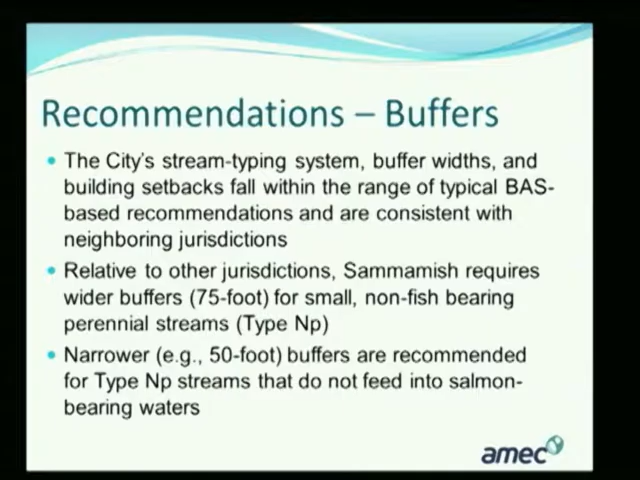 Recommendations – Buffers
• The City's stream-typing system, buffer widths, and
building setbacks fall within the range of typical BAS-
based recommendations and are consistent with
neighboring jurisdictions
• Relative to other jurisdictions, Sammamish requires
wider buffers (75-foot) for small, non-fish bearing
perennial streams (Type Np)
• Narrower (e.g., 50-foot) buffers are recommended
for Type Np streams that do not feed into salmon-
bearing waters
amec